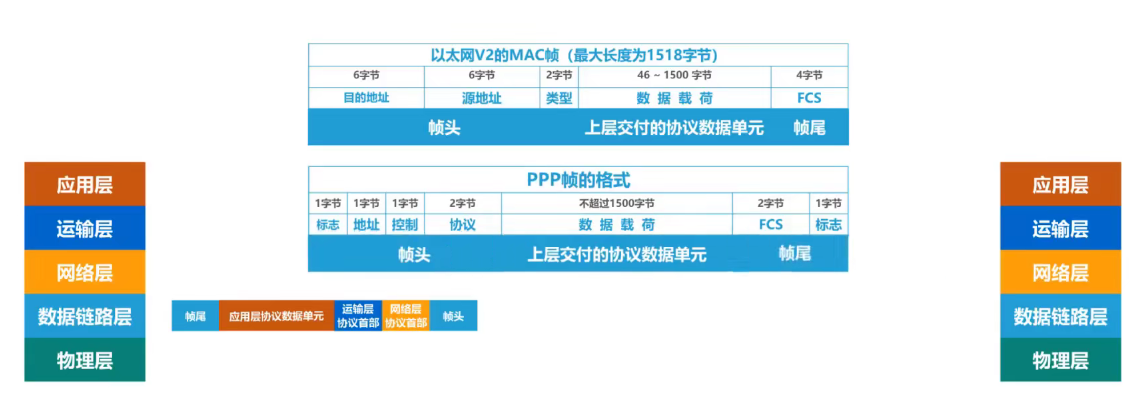 以太网V2的MAC帧（最大长度为1518字节）
6字节 6字节 2字节 46 ~ 1500 字节 4字节
目的地址 源地址 类型 数 据 载 荷 FCS
帧头 上层交付的协议数据单元 帧尾
PPP帧的格式
1字节 1字节 1字节 2字节 不超过1500字节 2字节 1字节
标志 地址 控制 协议 数 据 载 荷 FCS 标志
帧头 上层交付的协议数据单元 帧尾
应用层
运输层
网络层
数据链路层
物理层
帧尾 应用层协议数据单元 运输层 网络层 帧头
协议首部 协议首部
应用层
运输层
网络层
数据链路层
物理层